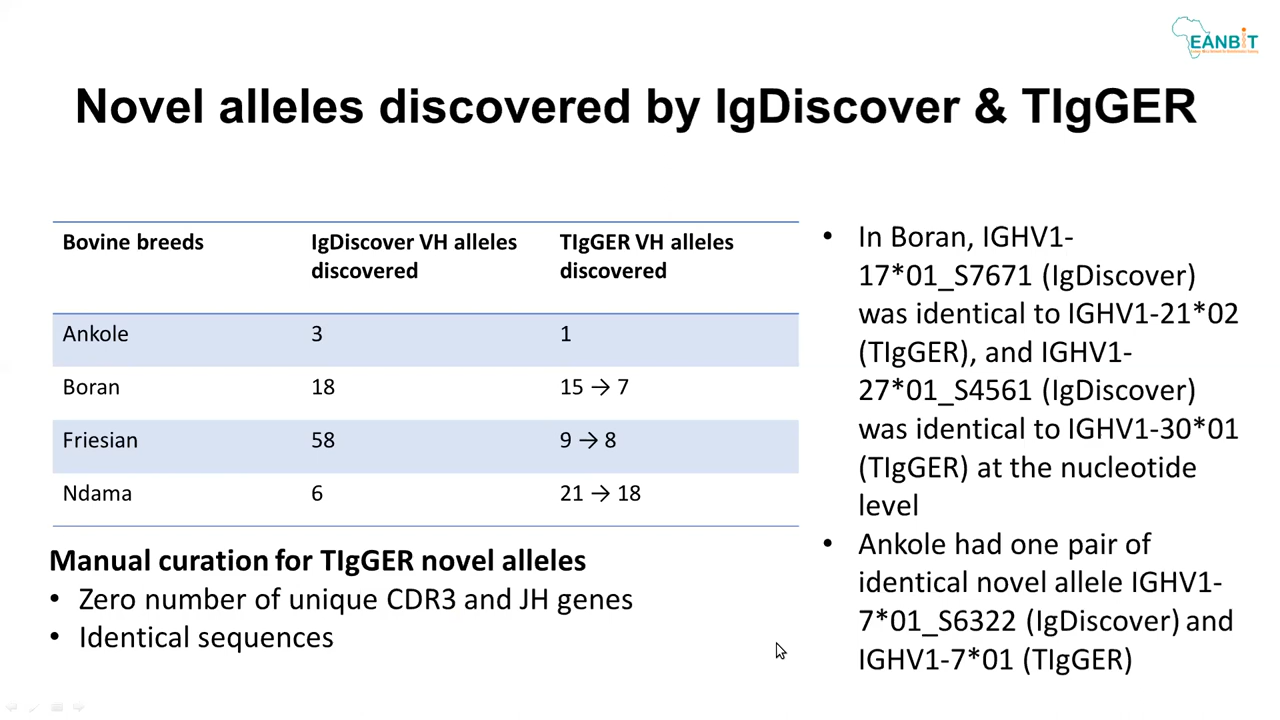 EANBiT
Novel alleles discovered by IgDiscover & TIgGER
Bovine breeds
IgDiscover VH alleles
discovered
TIgGER VH alleles
discovered
Ankole 3 1
Boran 18 15 → 7
Friesian 58 9 → 8
Ndama 6 21 → 18
Manual curation for TIgGER novel alleles
• Zero number of unique CDR3 and JH genes
• Identical sequences
• In Boran, IGHV1-
17*01_S7671 (IgDiscover)
was identical to IGHV1-21*02
(TIgGER), and IGHV1-
27*01_S4561 (IgDiscover)
was identical to IGHV1-30*01
(TIgGER) at the nucleotide
level
• Ankole had one pair of
identical novel allele IGHV1-
7*01_S6322 (IgDiscover) and
IGHV1-7*01 (TIgGER)